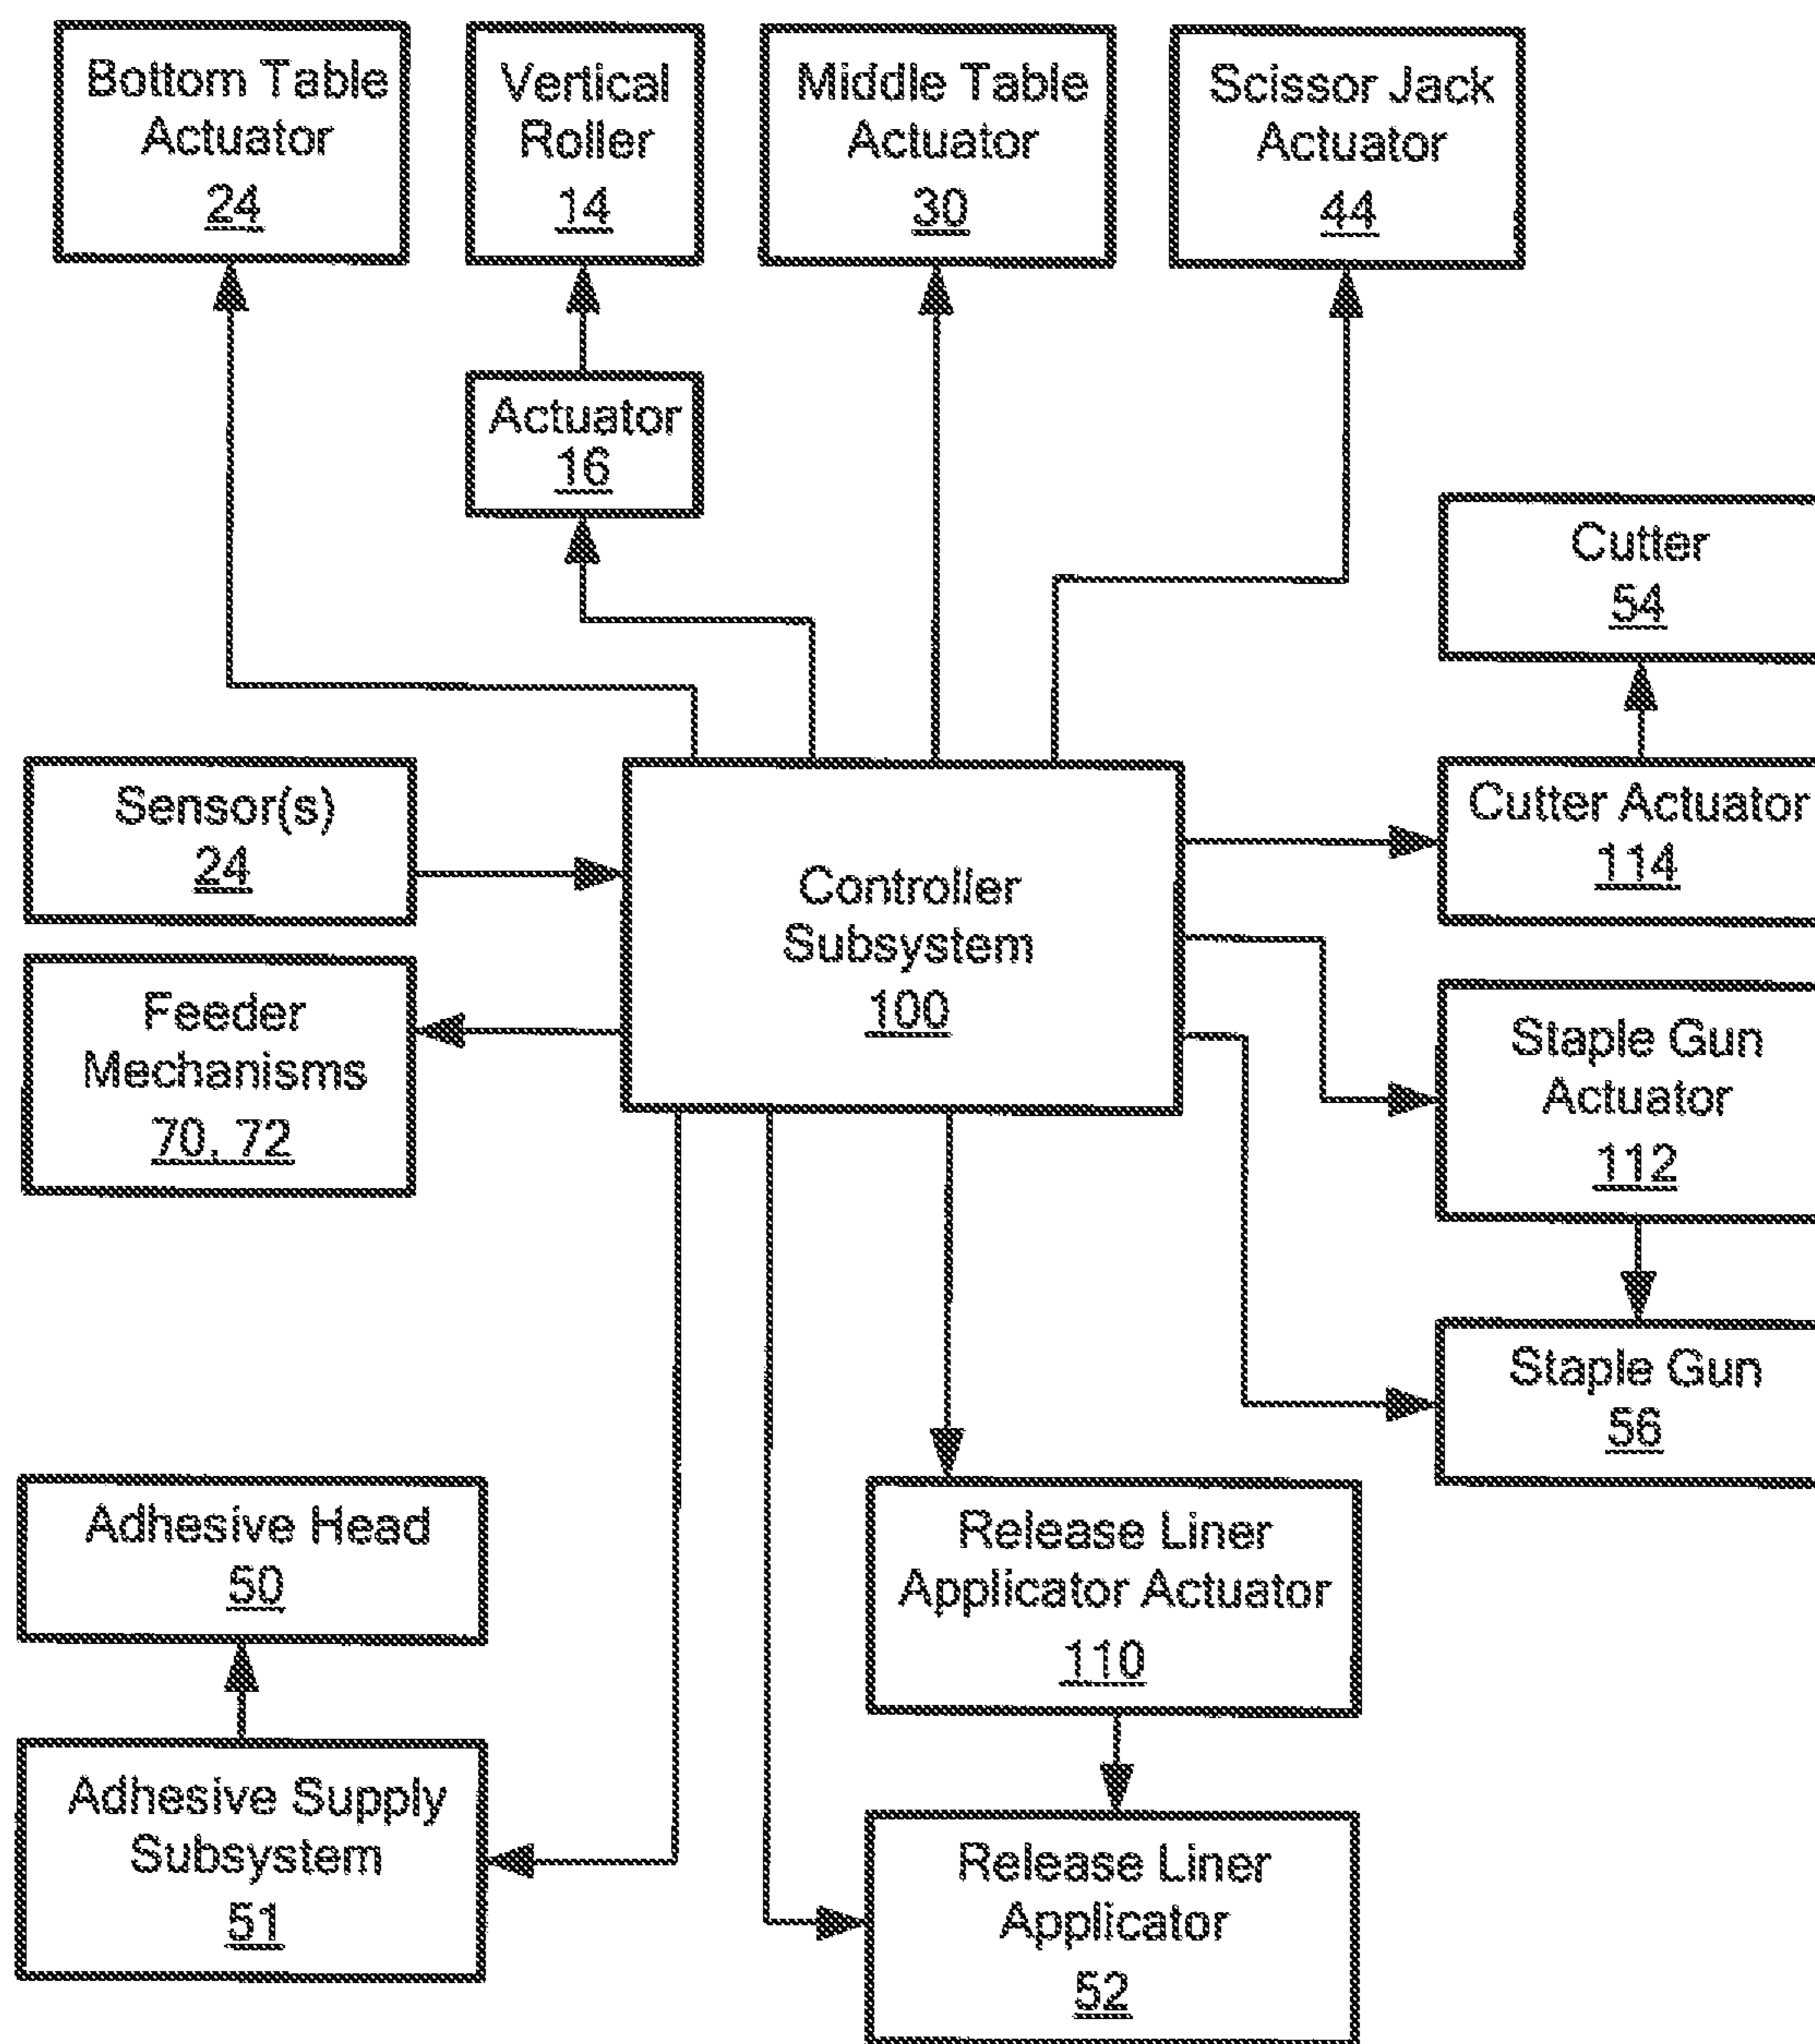 Bottom Table
Actuator
24
Vertical
Roller
14
Middle Table
Actuator
30
Scissor Jack
Actuator
44
Actuator
16
Cutter
54
Sensor(s)
24
Controller
Subsystem
100
Cutter Actuator
114
Feeder
Mechanisms
70, 72
Staple Gun
Actuator
112
Staple Gun
56
Adhesive Head
50
Release Liner
Applicator Actuator
110
Adhesive Supply
Subsystem
51
Release Liner
Applicator
52